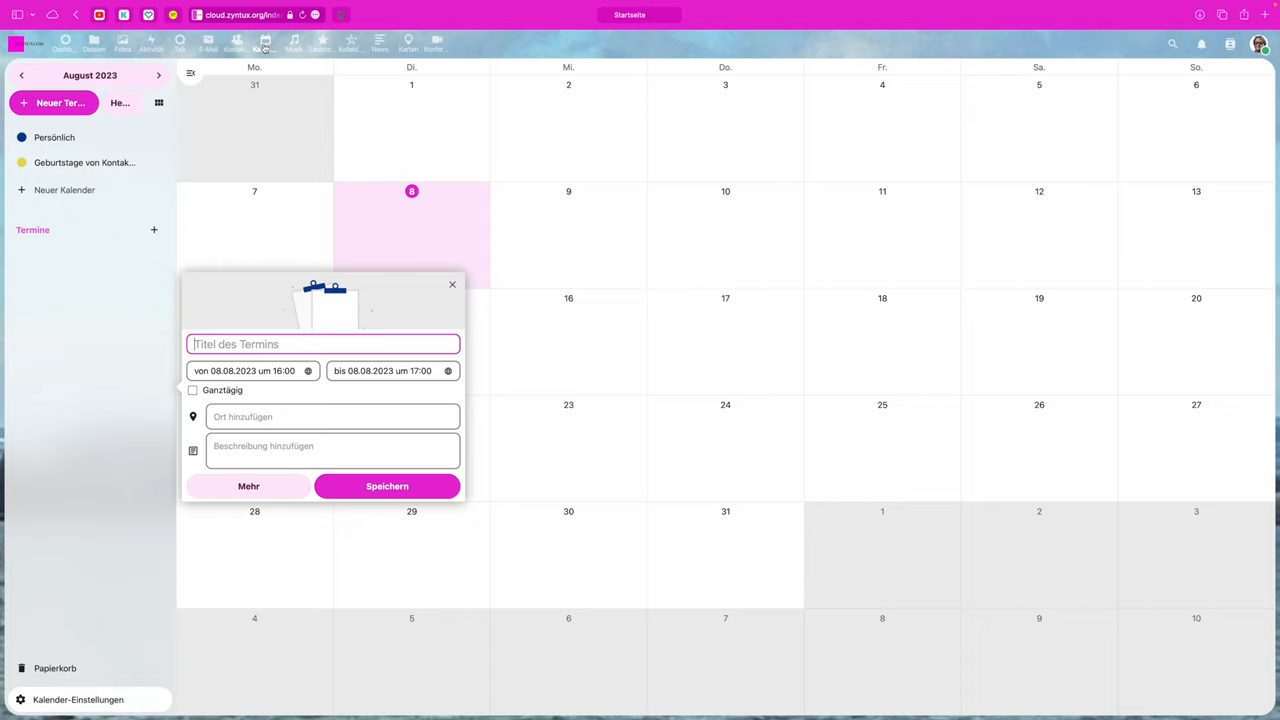 cloud.zyntux.org/inde
Startseite
Dashb...
Dateien
Fotos
Aktivität
Talk
E-Mail
Kontak...
Musik
Kollekt...
News
Karten
Konfer...
August 2023
Neuer Ter...
He...
Persönlich
Geburtstage von Kontak...
Neuer Kalender
Termine
Papierkorb
Kalender-Einstellungen
Mo. Di. Mi. Do. Fr. Sa. So.
31 1 2 3 4 5 6
7 8 9 10 11 12 13
16 17 18 19 20
23 24 25 26 27
28 29 30 31 1 2 3
4 5 6 7 8 9 10
Titel des Termins
von 08.08.2023 um 16:00 bis 08.08.2023 um 17:00
Ganztägig
Ort hinzufügen
Beschreibung hinzufügen
Mehr Speichern